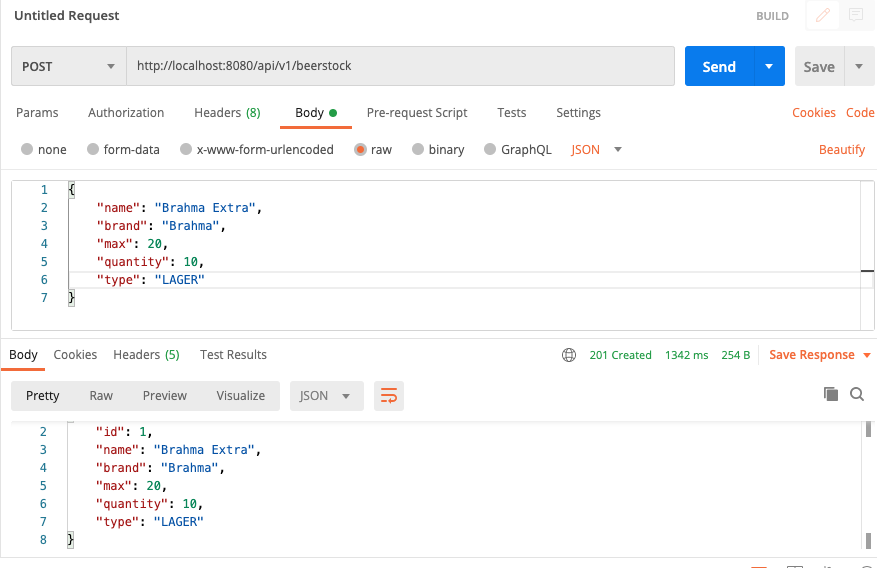 Untitled Request
BUILD
POST
http://localhost:8080/api/v1/beerstock
Send
Save
Params Authorization Headers (8) Body Pre-request Script Tests Settings Cookies Code
none form-data x-www-form-urlencoded raw binary GraphQL JSON Beautify
1 {
2 "name": "Brahma Extra",
3 "brand": "Brahma",
4 "max": 20,
5 "quantity": 10,
6 "type": "LAGER"
7 }
Body Cookies Headers (5) Test Results 201 Created 1342 ms 254 B Save Response
Pretty Raw Preview Visualize JSON
2 "id": 1,
3 "name": "Brahma Extra",
4 "brand": "Brahma",
5 "max": 20,
6 "quantity": 10,
7 "type": "LAGER"
8 }